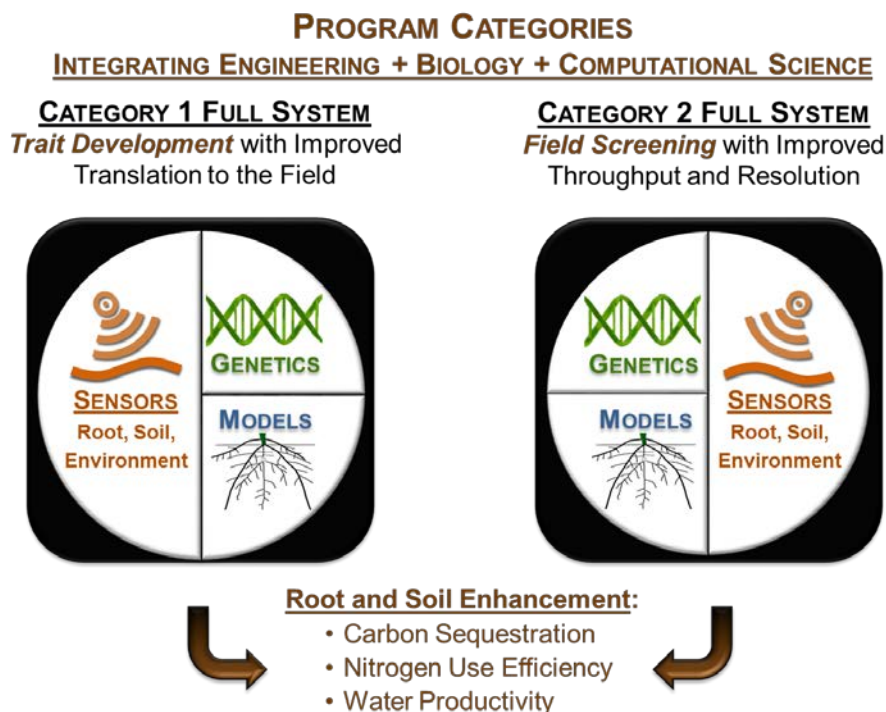 PROGRAM CATEGORIES
INTEGRATING ENGINEERING + BIOLOGY + COMPUTATIONAL SCIENCE
CATEGORY 1 FULL SYSTEM
Trait Development with Improved
Translation to the Field
CATEGORY 2 FULL SYSTEM
Field Screening with Improved
Throughput and Resolution
SENSORS
Root, Soil,
Environment
GENETICS
MODELS
GENETICS
MODELS
SENSORS
Root, Soil,
Environment
Root and Soil Enhancement:
• Carbon Sequestration
• Nitrogen Use Efficiency
• Water Productivity